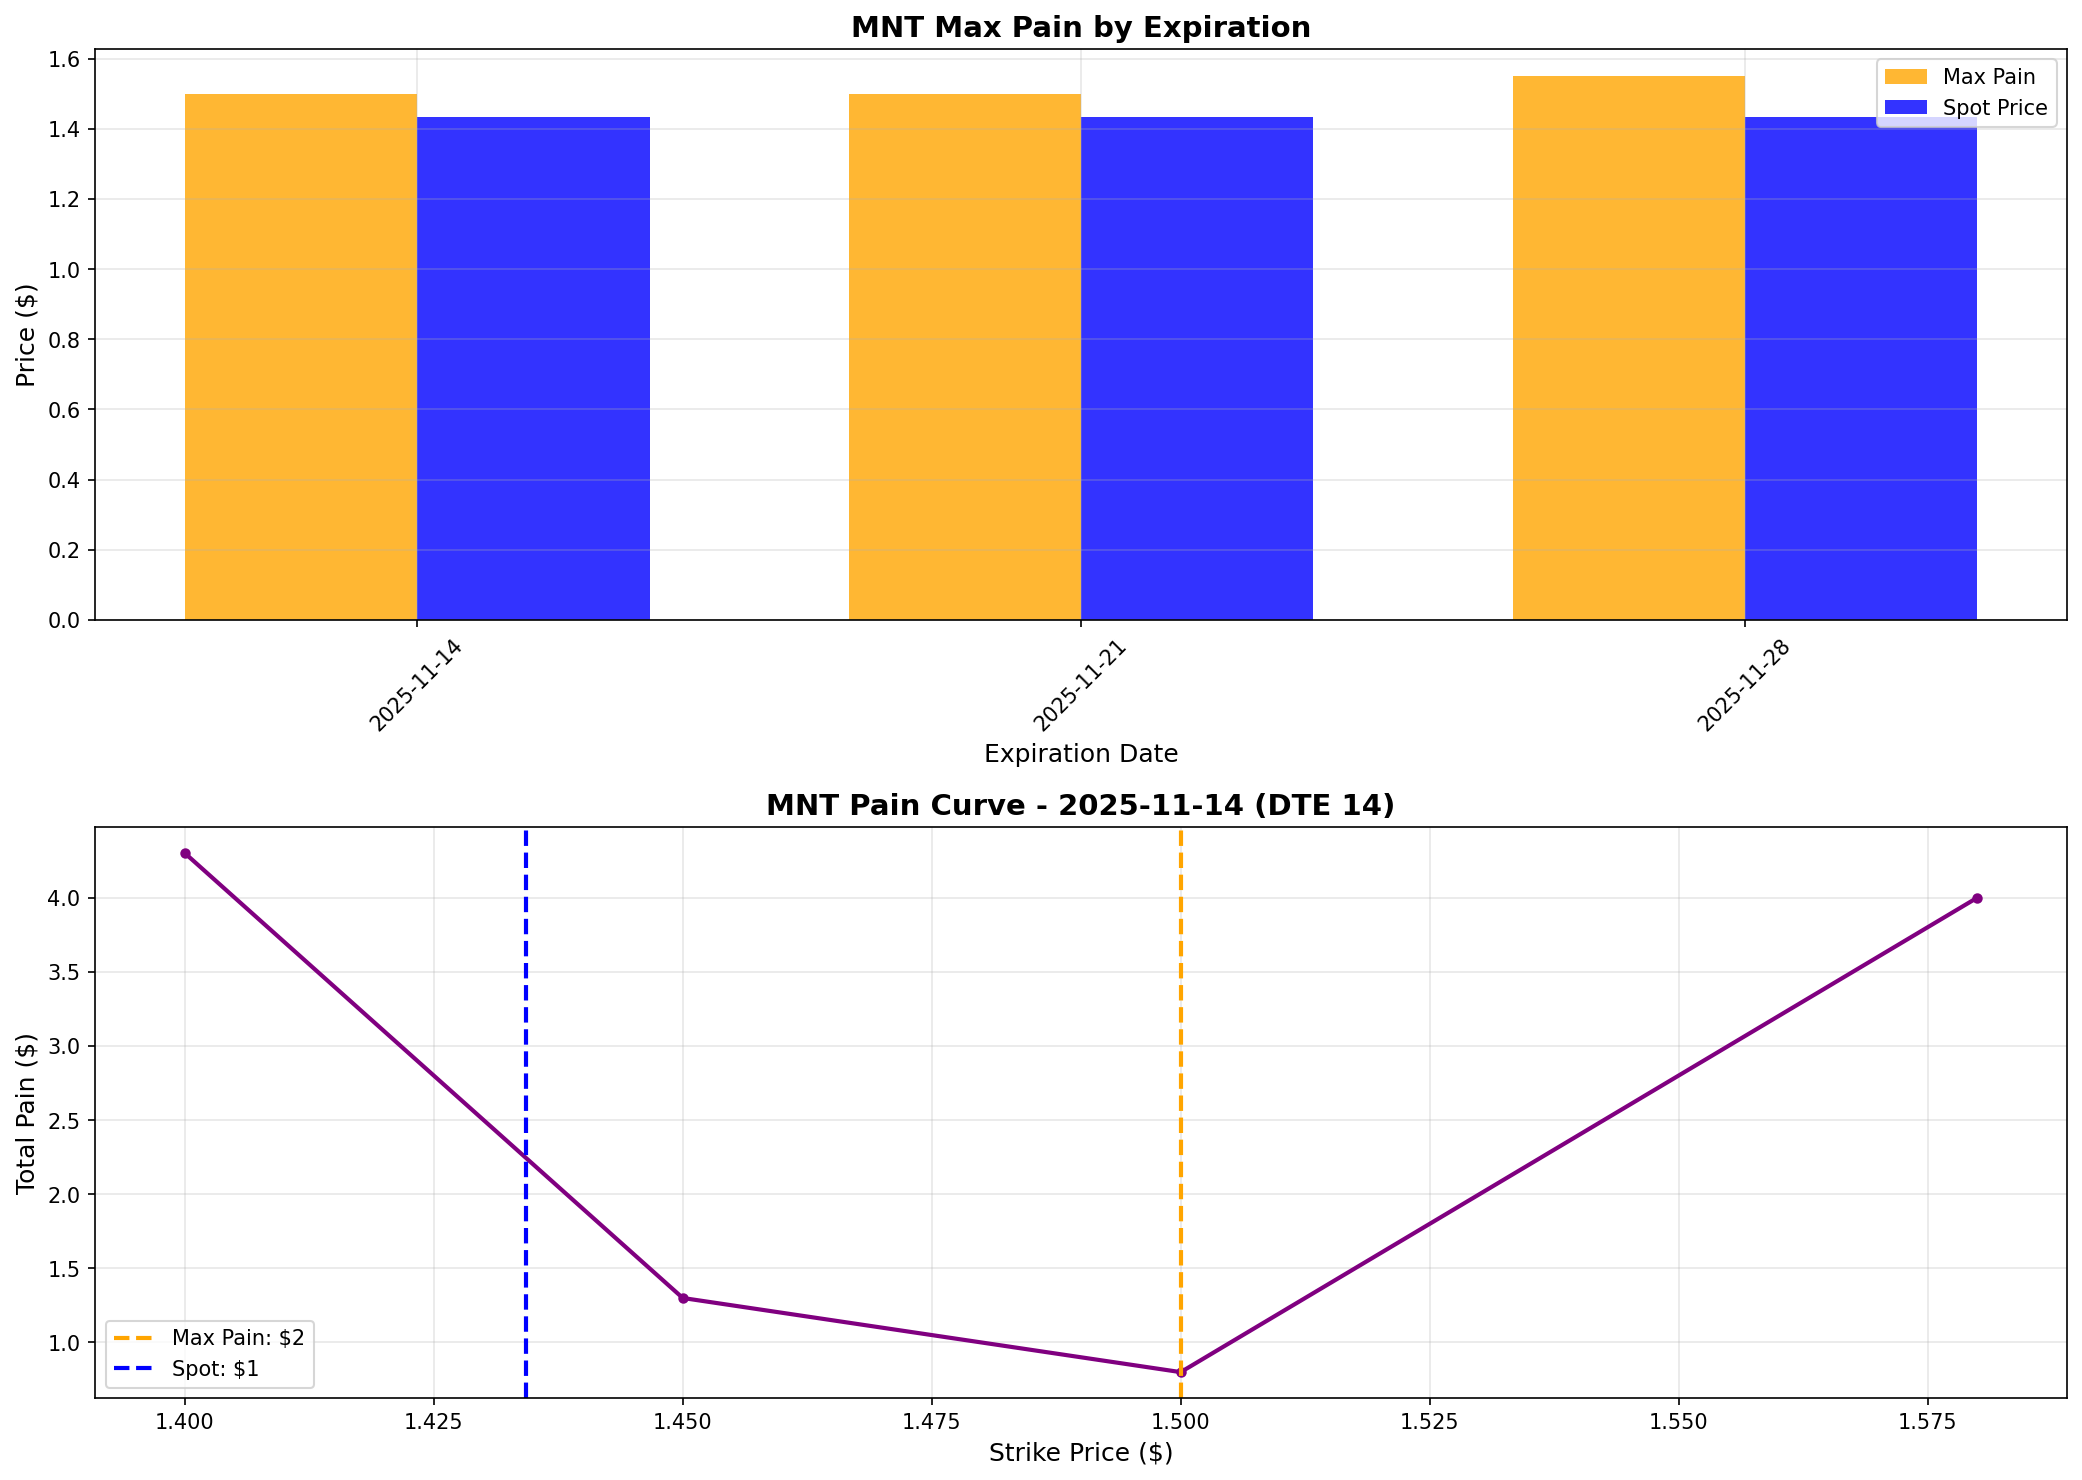 MNT Max Pain by Expiration
Max Pain
Spot Price
Price ($)
1.6
1.4
1.2
1.0
0.8
0.6
0.4
0.2
0.0
2025-11-14
2025-11-21
2025-11-28
Expiration Date
MNT Pain Curve - 2025-11-14 (DTE 14)
Total Pain ($)
4.0
3.5
3.0
2.5
2.0
1.5
1.0
Max Pain: $2
Spot: $1
1.400 1.425 1.450 1.475 1.500 1.525 1.550 1.575
Strike Price ($)